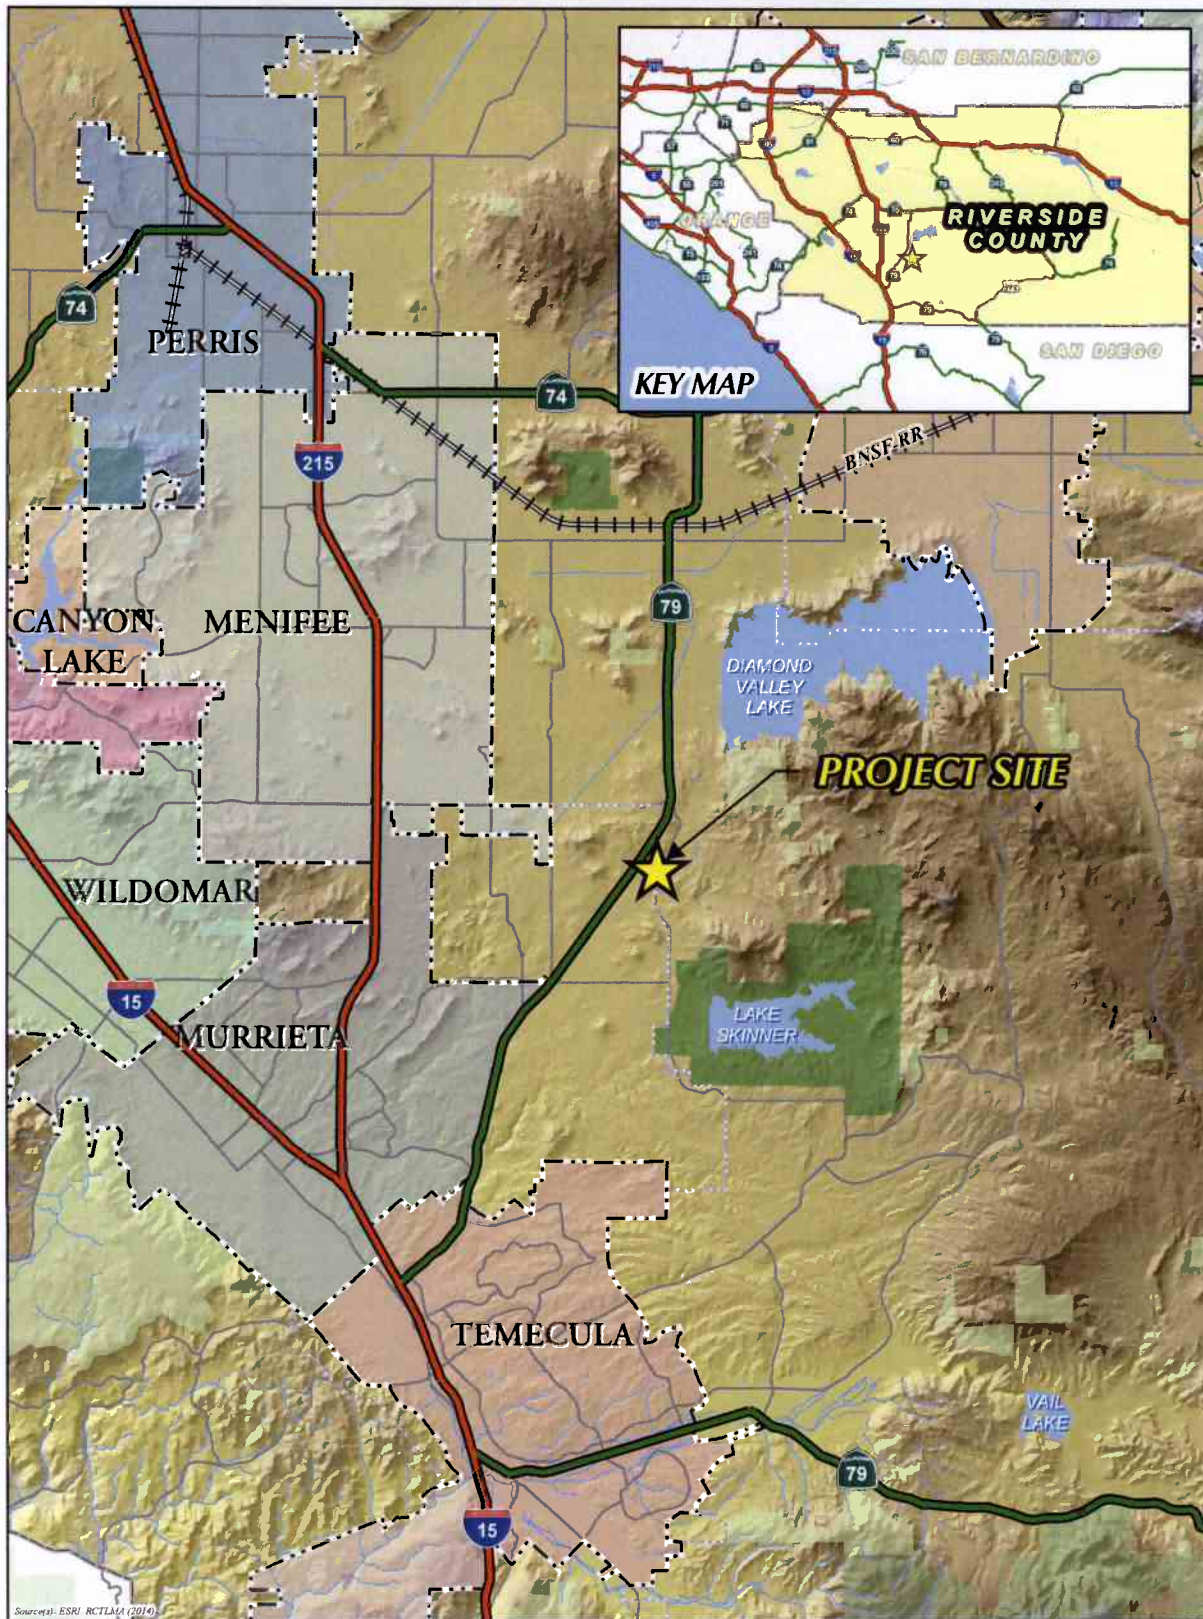 SAN BERNARDINO
ORANGE
RIVERSIDE
COUNTY
SAN DIEGO
KEY MAP
74
PERRIS
74
215
BNSF RR
79
CANYON
LAKE
MENIFEE
DIAMOND
VALLEY
LAKE
PROJECT SITE
WILDOMAR
15
MURRIETA
LAKE
SKINNER
TEMECULA
VAIL
LAKE
79
15
Source(s): ESRI, RCTLMA (2014)